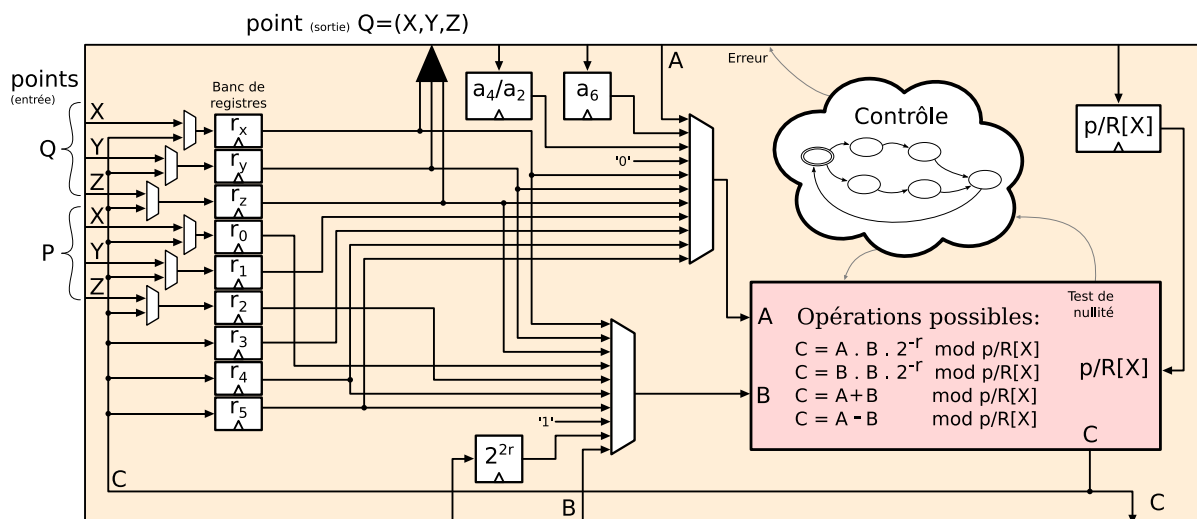 point (sortie) Q=(X,Y,Z)
points
(entrée)
Q
X
Y
Z
P
X
Y
Z
Banc de
registres
rx
ry
rz
r0
r1
r2
r3
r4
r5
a4/a2
a6
A
'0'
Erreur
Contrôle
p/R[X]
Test de
nullité
A
Opérations possibles:
C = A . B . 2-r mod p/R[X]
C = B . B . 2-r mod p/R[X]
C = A+B mod p/R[X]
C = A-B mod p/R[X]
p/R[X]
B
C
'1'
22r
B
C
C